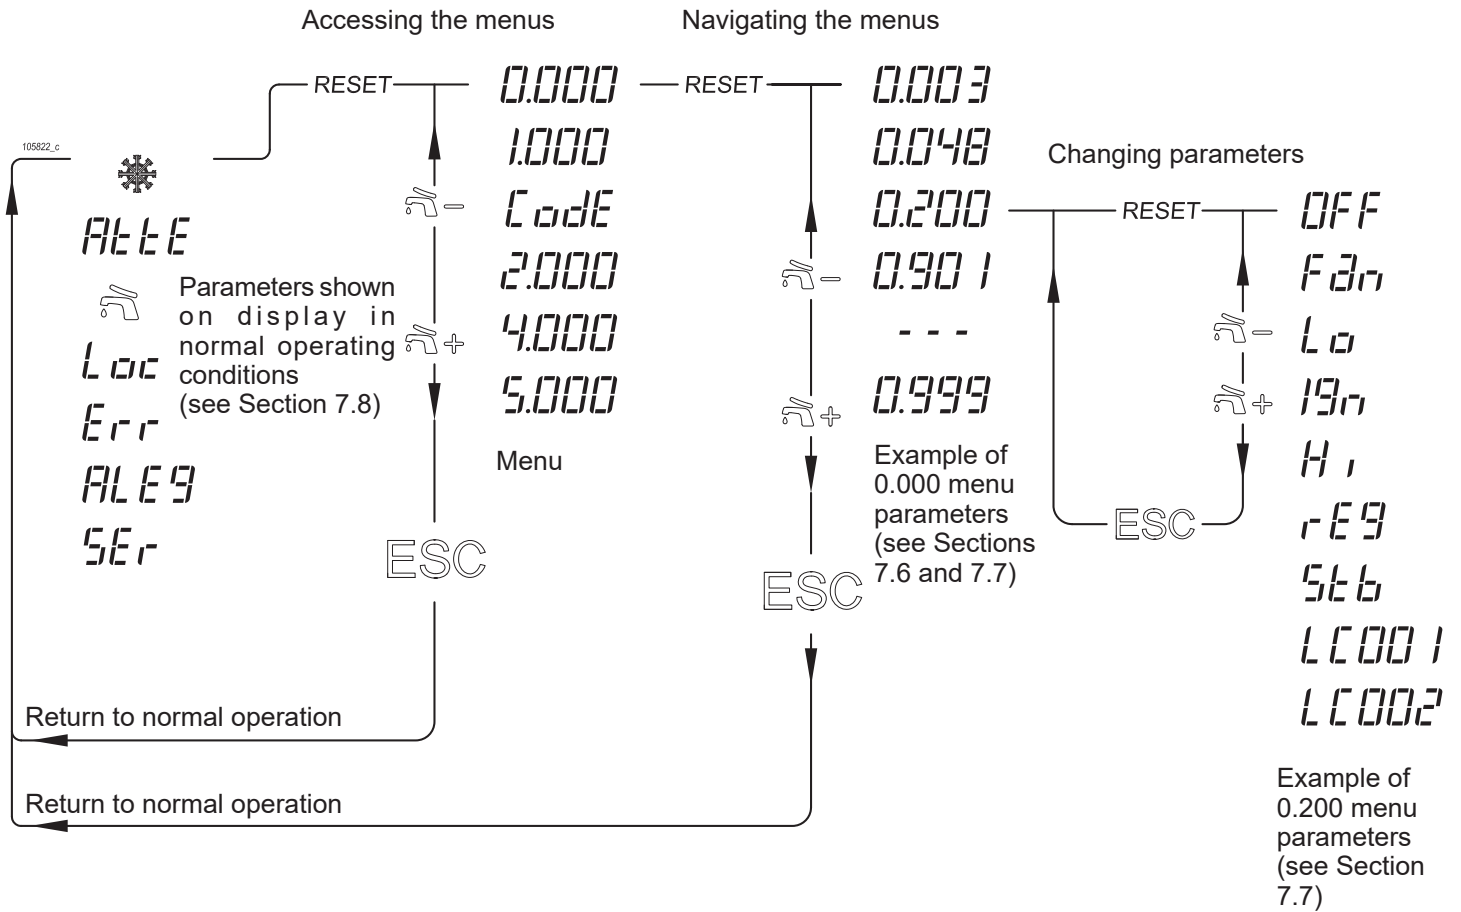 Accessing the menus
Navigating the menus
RESET
0.000
RESET
0.003
105822_c
1.000
0.048
Changing parameters
CodE
0.200
RESET
OFF
AttE
Parameters shown
on display in
normal operating
conditions
(see Section 7.8)
2.000
0.901
Fan
Loc
4.000
- - -
Lo
Err
5.000
0.999
Ign
ALEg
Menu
Example of
0.000 menu
parameters
(see Sections
7.6 and 7.7)
Hi
SEr
ESC
ESC
ESC
rEg
Stb
LC001
LC002
Return to normal operation
Return to normal operation
Example of
0.200 menu
parameters
(see Section
7.7)